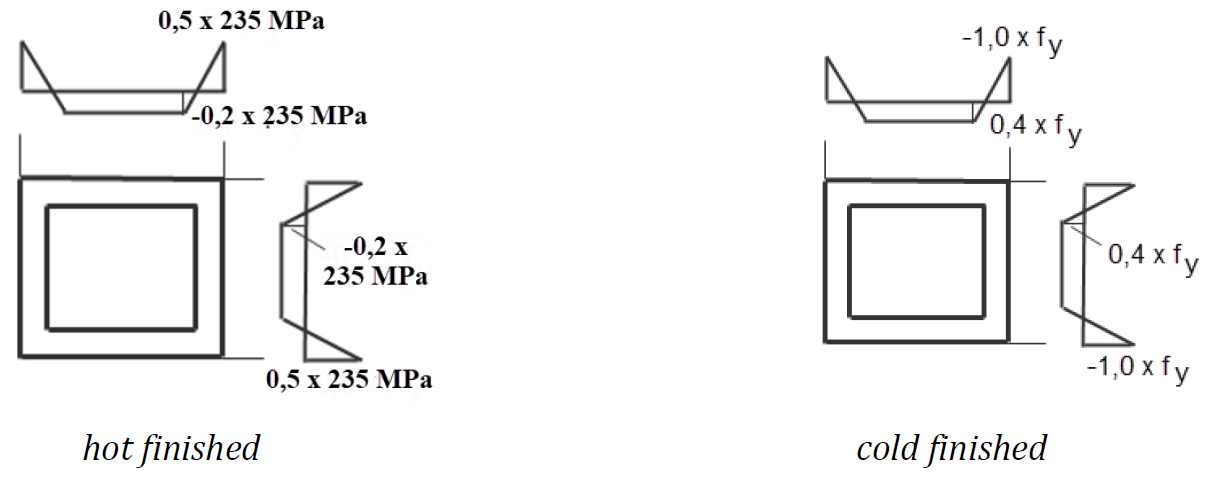 0,5 x 235 MPa
-0,2 x 235 MPa
-0,2 x
235 MPa
0,5 x 235 MPa
hot finished
-1,0 x fy
0,4 x fy
0,4 x fy
-1,0 x fy
cold finished